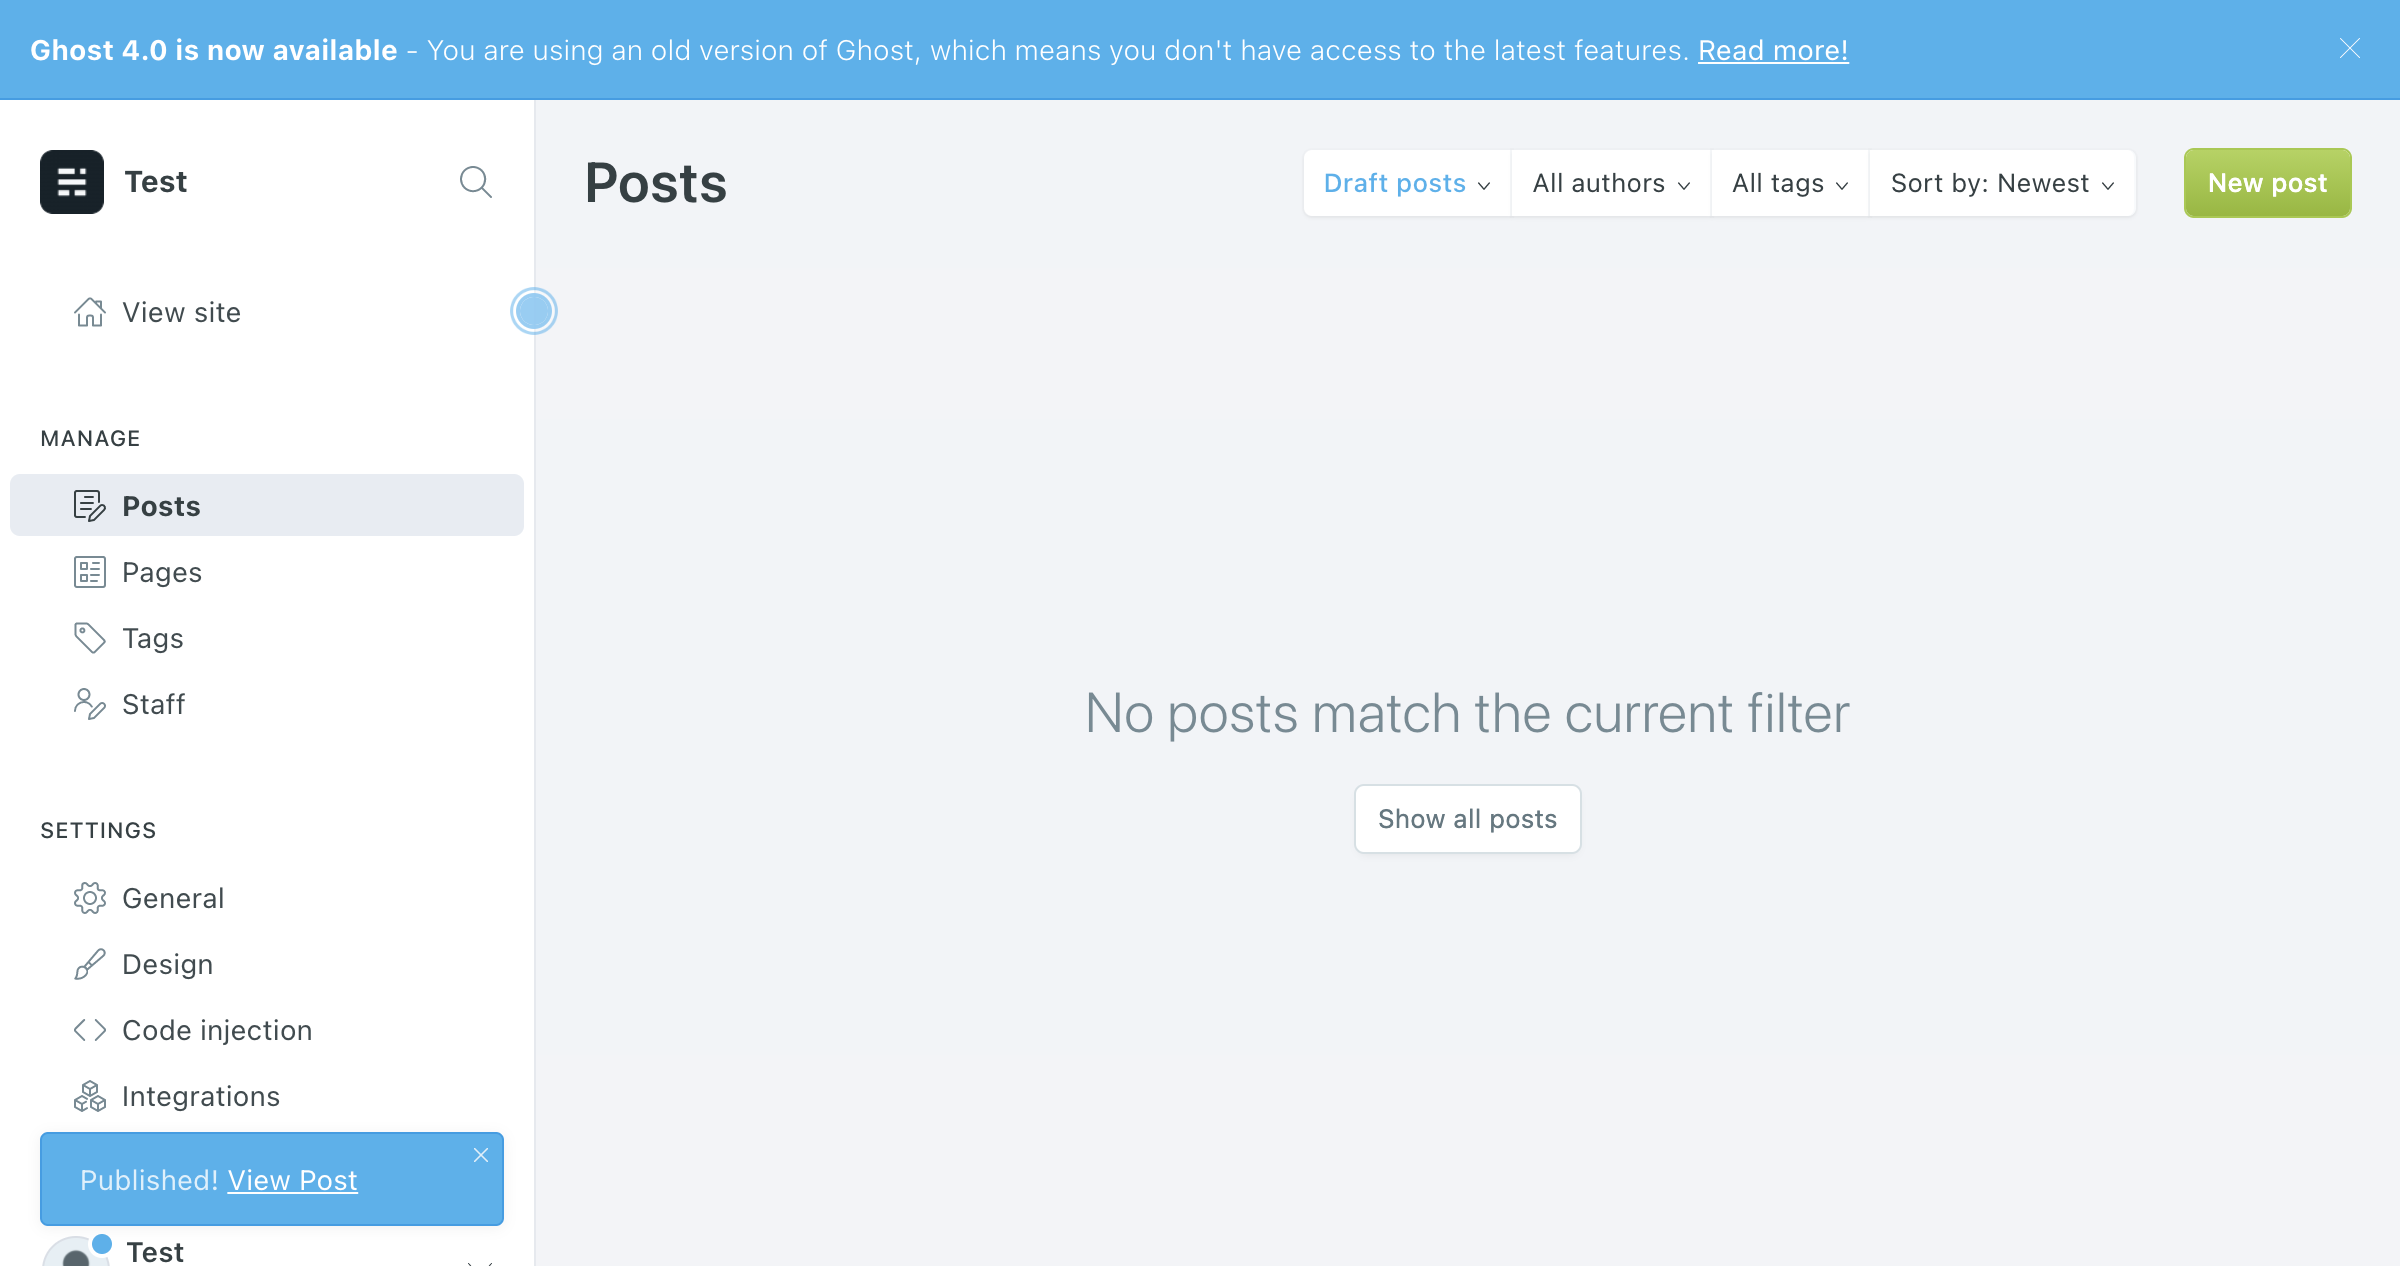 Ghost 4.0 is now available - You are using an old version of Ghost, which means you don't have access to the latest features. Read more!
Test
Posts
Draft posts
All authors
All tags
Sort by: Newest
New post
View site
MANAGE
Posts
Pages
Tags
Staff
No posts match the current filter
Show all posts
SETTINGS
General
Design
Code injection
Integrations
Published! View Post
Test